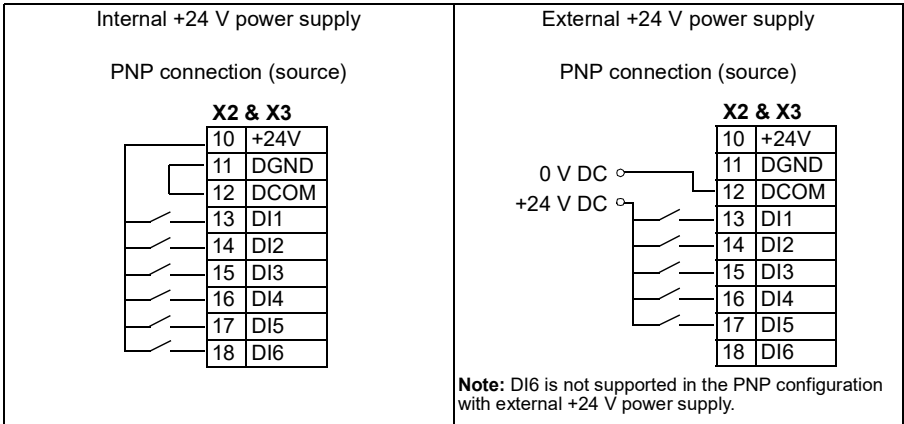 Internal +24 V power supply
PNP connection (source)
X2 & X3
10 +24V
11 DGND
12 DCOM
13 DI1
14 DI2
15 DI3
16 DI4
17 DI5
18 DI6
External +24 V power supply
PNP connection (source)
X2 & X3
10 +24V
11 DGND
0 V DC
12 DCOM
+24 V DC
13 DI1
14 DI2
15 DI3
16 DI4
17 DI5
18 DI6
Note: DI6 is not supported in the PNP configuration
with external +24 V power supply.